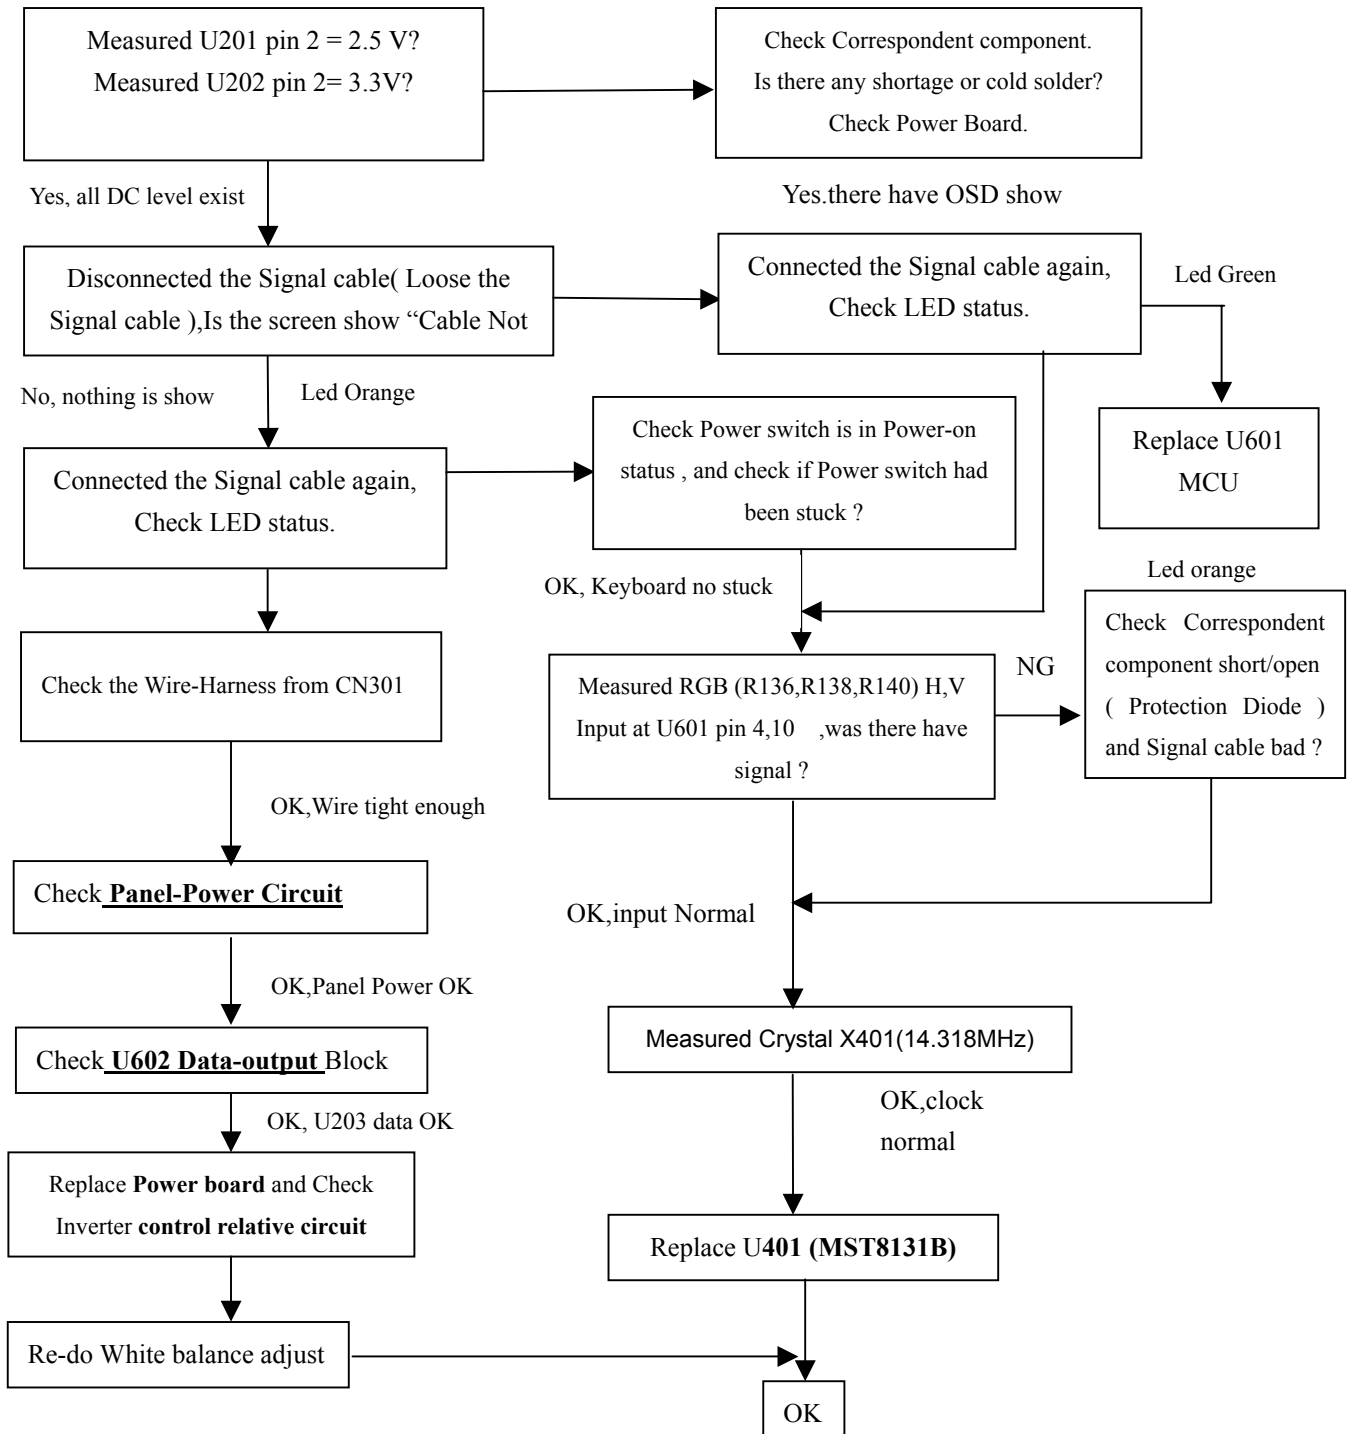 Measured U201 pin 2 = 2.5 V?
Measured U202 pin 2= 3.3V?
Check Correspondent component.
Is there any shortage or cold solder?
Check Power Board.
Yes, all DC level exist
Yes.there have OSD show
Disconnected the Signal cable( Loose the
Signal cable ),Is the screen show “Cable Not
Connected the Signal cable again,
Check LED status.
Led Green
No, nothing is show
Led Orange
Check Power switch is in Power-on
status , and check if Power switch had
been stuck ?
Replace U601
MCU
Connected the Signal cable again,
Check LED status.
OK, Keyboard no stuck
Led orange
Check Correspondent
component short/open
( Protection Diode )
and Signal cable bad ?
Check the Wire-Harness from CN301
Measured RGB (R136,R138,R140) H,V
Input at U601 pin 4,10 ,was there have
signal ?
NG
OK,Wire tight enough
Check Panel-Power Circuit
OK,input Normal
OK,Panel Power OK
Check U602 Data-output Block
Measured Crystal X401(14.318MHz)
OK, U203 data OK
OK,clock
normal
Replace Power board and Check
Inverter control relative circuit
Replace U401 (MST8131B)
Re-do White balance adjust
OK